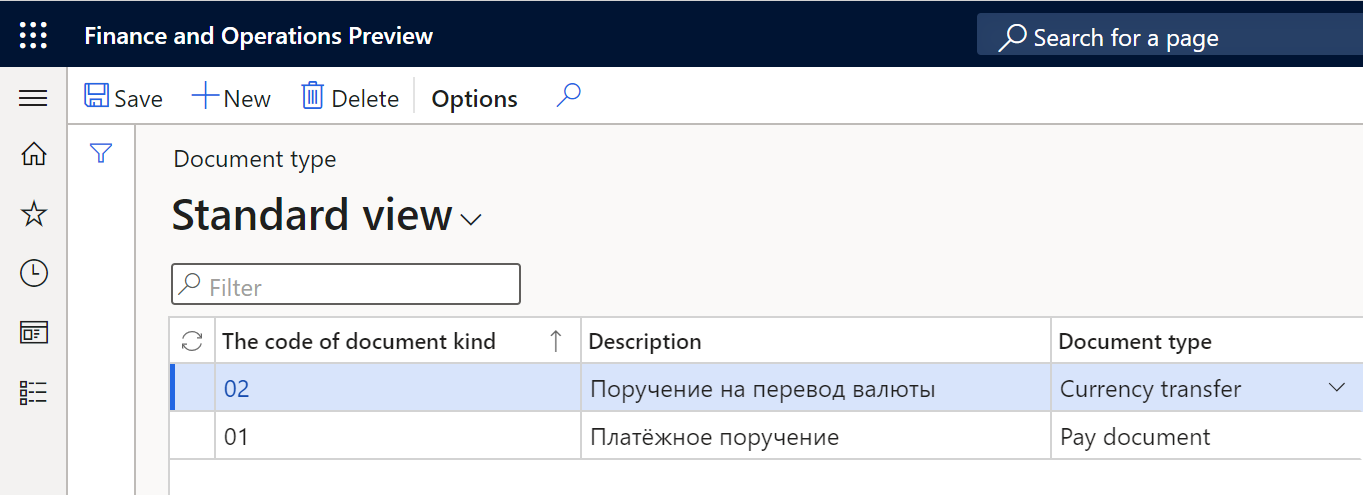 Finance and Operations Preview Search for a page
Save New Delete Options
Document type
Standard view
Filter
The code of document kind Description Document type
02 Поручение на перевод валюты Currency transfer
01 Платёжное поручение Pay document